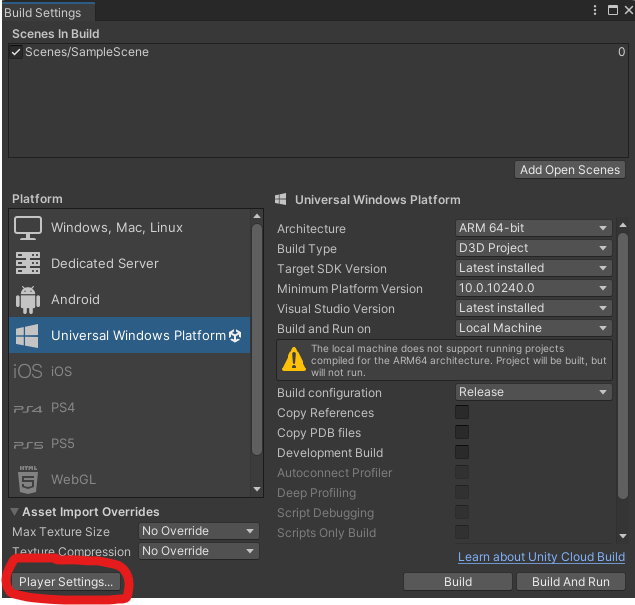 Build Settings
Scenes In Build
Scenes/SampleScene 0
Add Open Scenes
Platform
Windows, Mac, Linux
Dedicated Server
Android
Universal Windows Platform
iOS iOS
PS4 PS4
PS5 PS5
HTML WebGL
Universal Windows Platform
Architecture ARM 64-bit
Build Type D3D Project
Target SDK Version Latest installed
Minimum Platform Version 10.0.10240.0
Visual Studio Version Latest installed
Build and Run on Local Machine
The local machine does not support running projects
compiled for the ARM64 architecture. Project will be built, but
will not run.
Build configuration Release
Copy References
Copy PDB files
Development Build
Autoconnect Profiler
Deep Profiling
Script Debugging
Scripts Only Build
Asset Import Overrides
Max Texture Size No Override
Texture Compression No Override
Learn about Unity Cloud Build
Player Settings...
Build
Build And Run